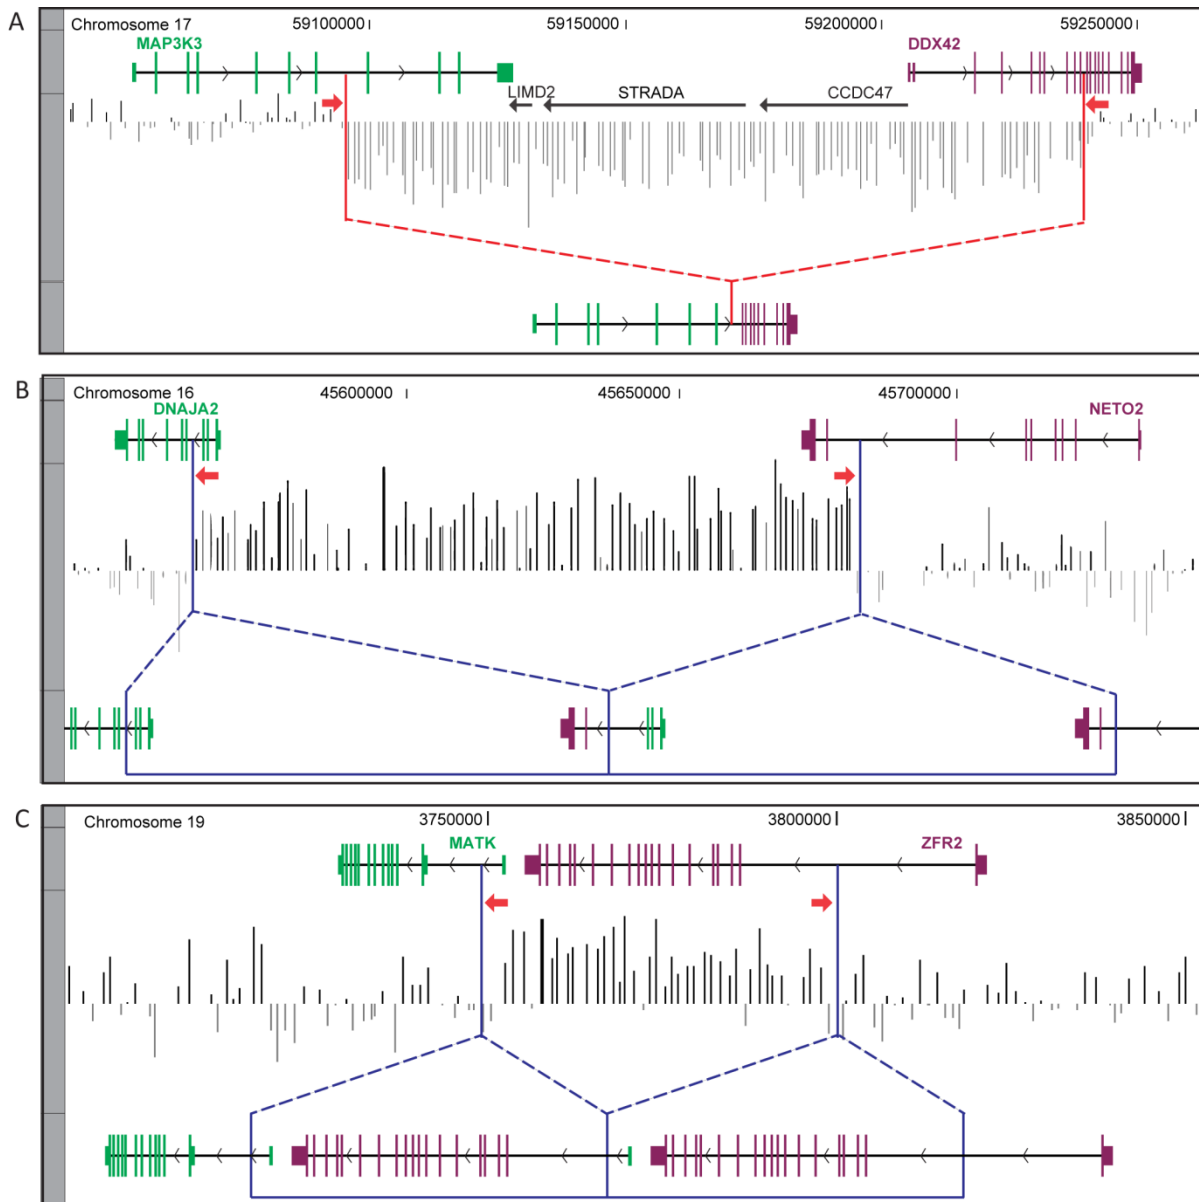 A
Chromosome 17
59100000
59150000
59200000
59250000
MAP3K3
DDX42
LIMD2
STRADA
CCDC47
B
Chromosome 16
45600000
45650000
45700000
DNAJA2
NETO2
C
Chromosome 19
3750000
3800000
3850000
MATK
ZFR2